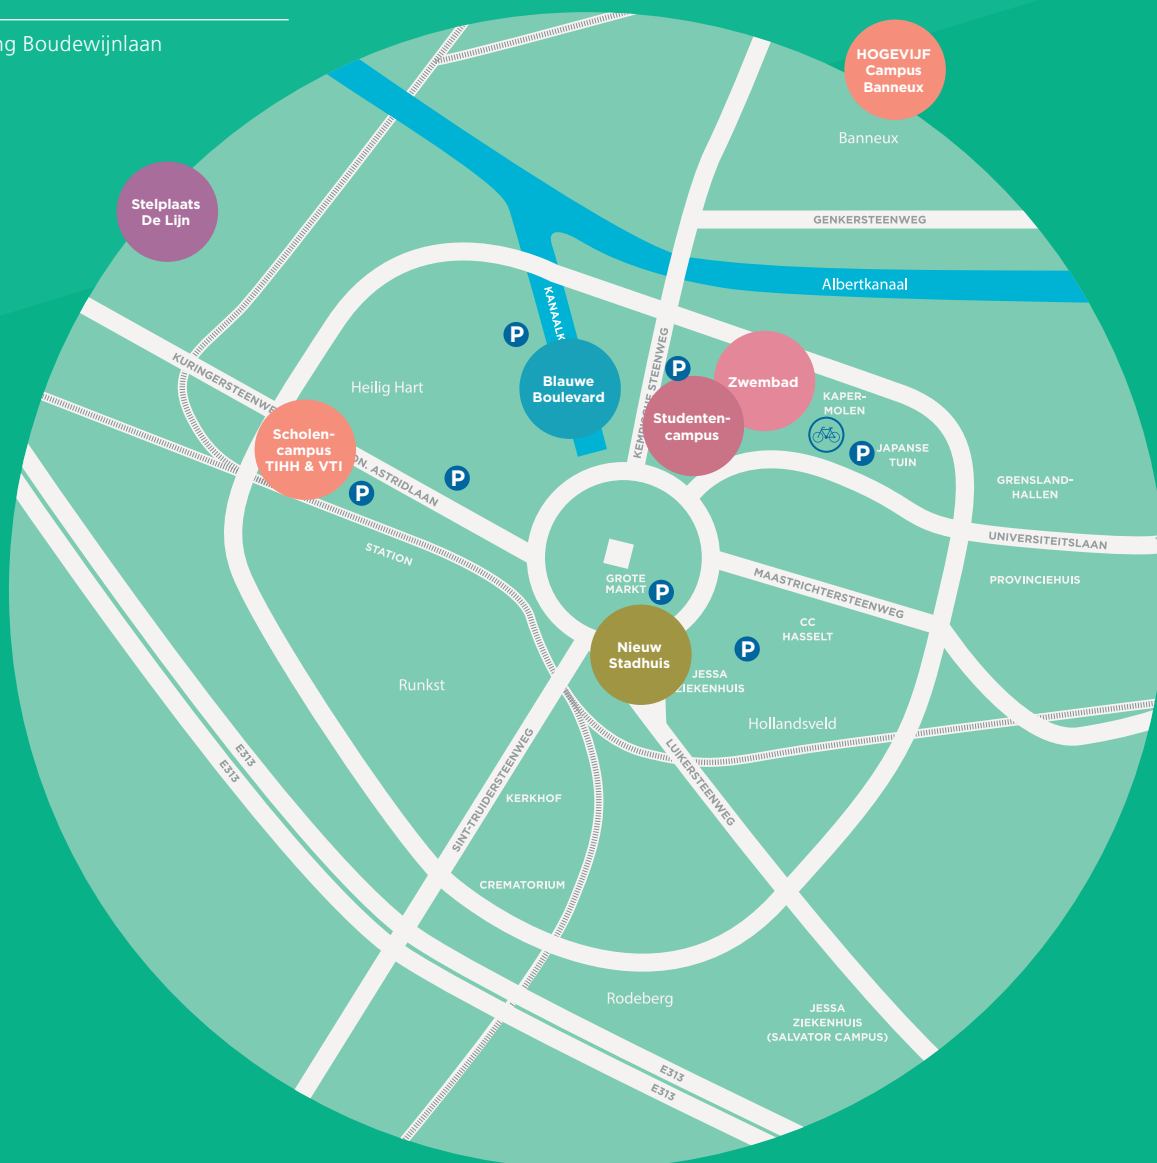 Boudewijnlaan
HOGEVIJF
Campus
Banneux
Banneux
Stelplaats
De Lijn
GENKERSTEENWEG
Albertkanaal
P
P
KURINGERSTEENWE
Heilig Hart
Blauwe
Boulevard
KEMPISCHE STEENWEG
Zwembad
KAPER-
MOLEN
Studenten-
campus
Scholen-
campus
TIHH & VTI
P
JAPANSE
TUIN
P
P
ON. ASTRIDLAAN
GRENSLAND-
HALLEN
STATION
UNIVERSITEITSLAAN
GROTE
MARKT
P
MAASTRICHTERSTEENWEG
PROVINCIEHUIS
CC
HASSELT
Nieuw
Stadhuis
P
JESSA
ZIEKENHUIS
Runkst
Hollandsveld
E313
E313
SINT-TRUIDERSTEENWEG
LUIKERSTEENWEG
KERKHOF
CREMATORIUM
Rodeberg
JESSA
ZIEKENHUIS
(SALVATOR CAMPUS)
E313
E313